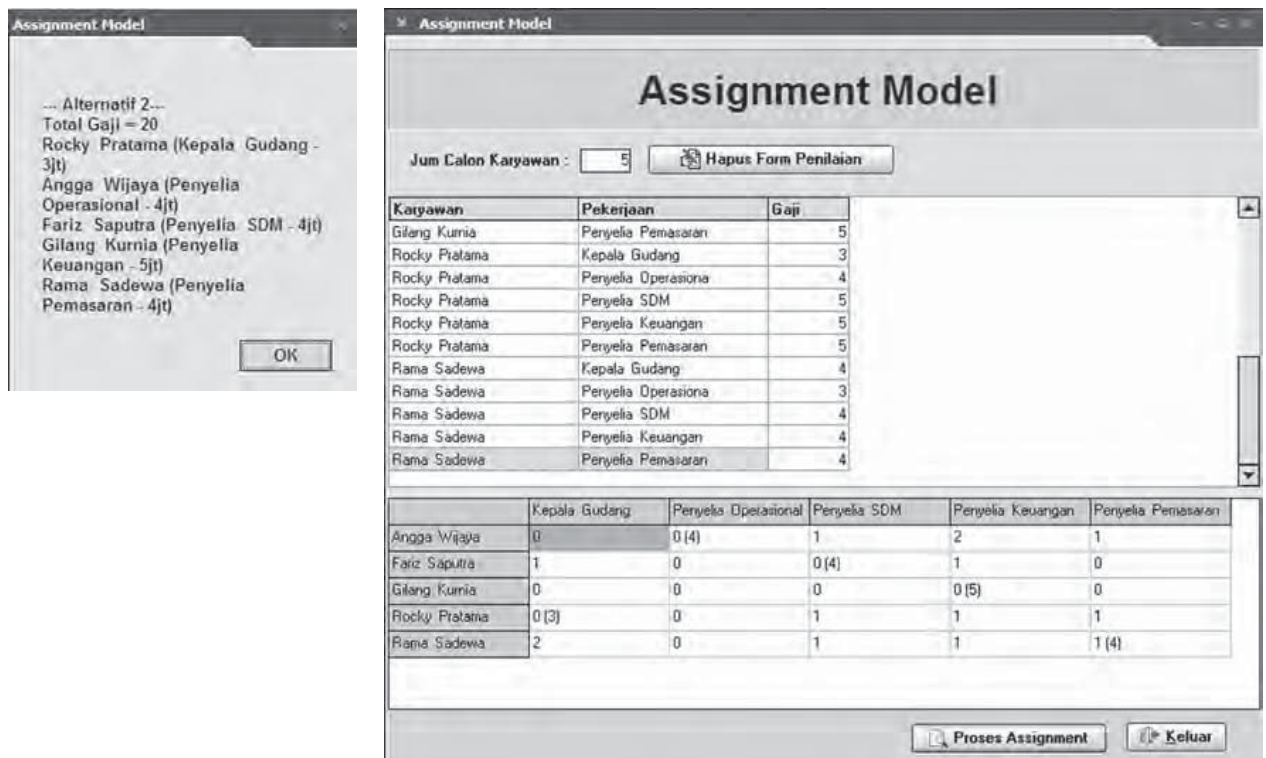 Assignment Model
--- Alternatif 2---
Total Gaji = 20
Rocky Pratama (Kepala Gudang -
3jt)
Angga Wijaya (Penyelia
Operasional - 4jt)
Fariz Saputra (Penyelia SDM - 4jt)
Gilang Kurnia (Penyelia
Keuangan - 5jt)
Rama Sadewa (Penyelia
Pemasaran - 4jt)
OK
Assignment Model
Assignment Model
Jum Calon Karyawan : 5 Hapus Form Penilaian
Karyawan Pekerjaan Gaji
Gilang Kurnia Penyelia Pemasaran 5
Rocky Pratama Kepala Gudang 3
Rocky Pratama Penyelia Operasiona 4
Rocky Pratama Penyelia SDM 5
Rocky Pratama Penyelia Keuangan 5
Rocky Pratama Penyelia Pemasaran 5
Rama Sadewa Kepala Gudang 4
Rama Sadewa Penyelia Operasiona 3
Rama Sadewa Penyelia SDM 4
Rama Sadewa Penyelia Keuangan 4
Rama Sadewa Penyelia Pemasaran 4
Kepala Gudang Penyelia Operasional Penyelia SDM Penyelia Keuangan Penyelia Pemasaran
Angga Wijaya 0 0 (4) 1 2 1
Fariz Saputra 1 0 0 (4) 1 0
Gilang Kurnia 0 0 0 0 (5) 0
Rocky Pratama 0 (3) 0 1 1 1
Rama Sadewa 2 0 1 1 1 (4)
Proses Assignment Keluar